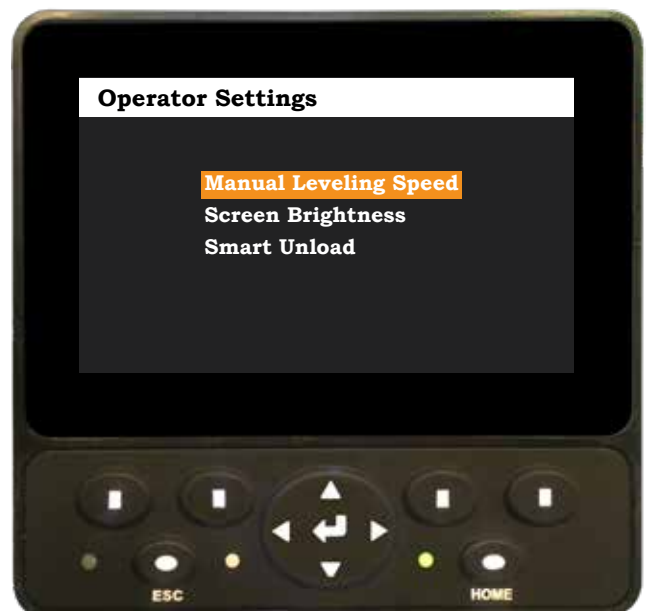 Operator Settings
Manual Leveling Speed
Screen Brightness
Smart Unload
ESC
HOME